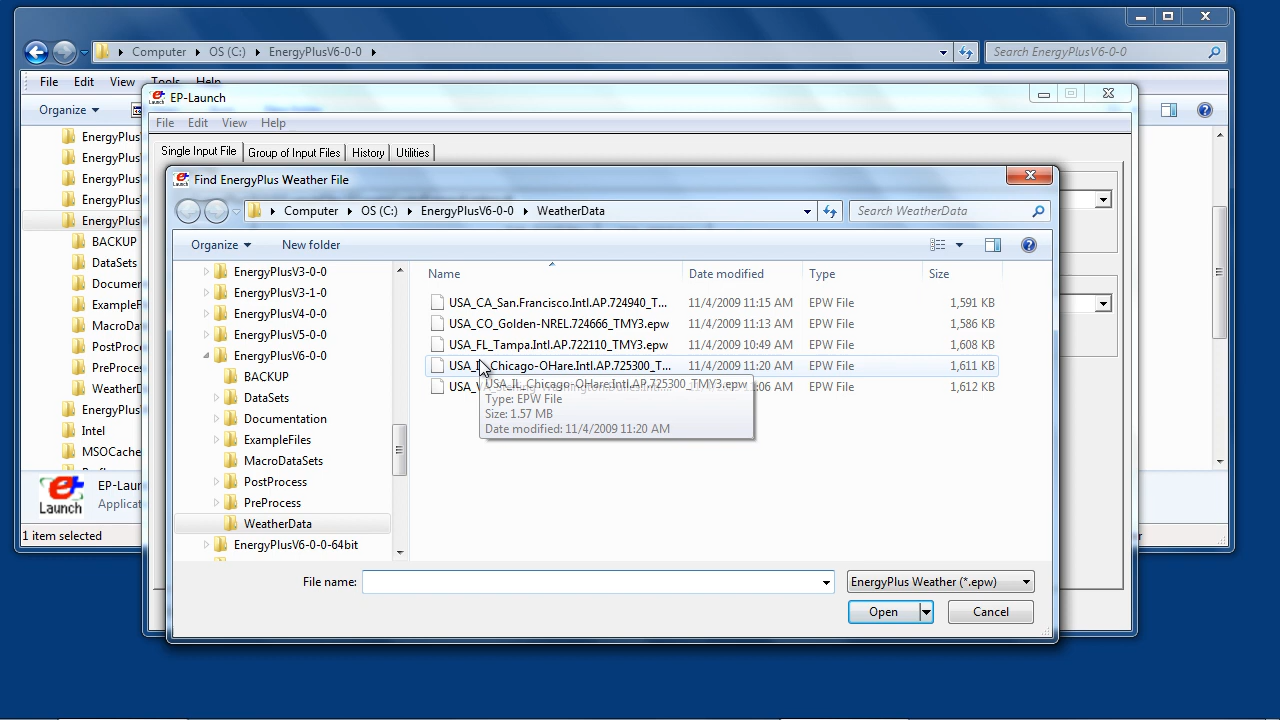 Computer OS (C:) EnergyPlusV6-0-0
Search EnergyPlusV6-0-0
File Edit View Tools Help
Organize
EnergyPlus
EnergyPlus
EnergyPlus
EnergyPlus
EnergyPlus
BACKUP
DataSets
Docume
ExampleF
MacroDa
PostProc
PreProce
WeatherD
EnergyPlus
Intel
MSOCache
EP-Laun
Applicat
1 item selected
EP-Launch
File Edit View Help
Single Input File Group of Input Files History Utilities
Find EnergyPlus Weather File
Computer OS (C:) EnergyPlusV6-0-0 WeatherData
Search WeatherData
Organize New folder
EnergyPlusV3-0-0
EnergyPlusV3-1-0
EnergyPlusV4-0-0
EnergyPlusV5-0-0
EnergyPlusV6-0-0
BACKUP
DataSets
Documentation
ExampleFiles
MacroDataSets
PostProcess
PreProcess
WeatherData
EnergyPlusV6-0-0-64bit
Name Date modified Type Size
USA_CA_San.Francisco.Intl.AP.724940_T... 11/4/2009 11:15 AM EPW File 1,591 KB
USA_CO_Golden-NREL.724666_TMY3.epw 11/4/2009 11:13 AM EPW File 1,586 KB
USA_FL_Tampa.Intl.AP.722110_TMY3.epw 11/4/2009 10:49 AM EPW File 1,608 KB
USA_IL_Chicago-OHare.Intl.AP.725300_T... 11/4/2009 11:20 AM EPW File 1,611 KB
:06 AM EPW File 1,612 KB
USA_IL_Chicago-OHare.Intl.AP.725300_TMY3.epw
Type: EPW File
Size: 1.57 MB
Date modified: 11/4/2009 11:20 AM
File name:
EnergyPlus Weather (*.epw)
Open Cancel
Launch